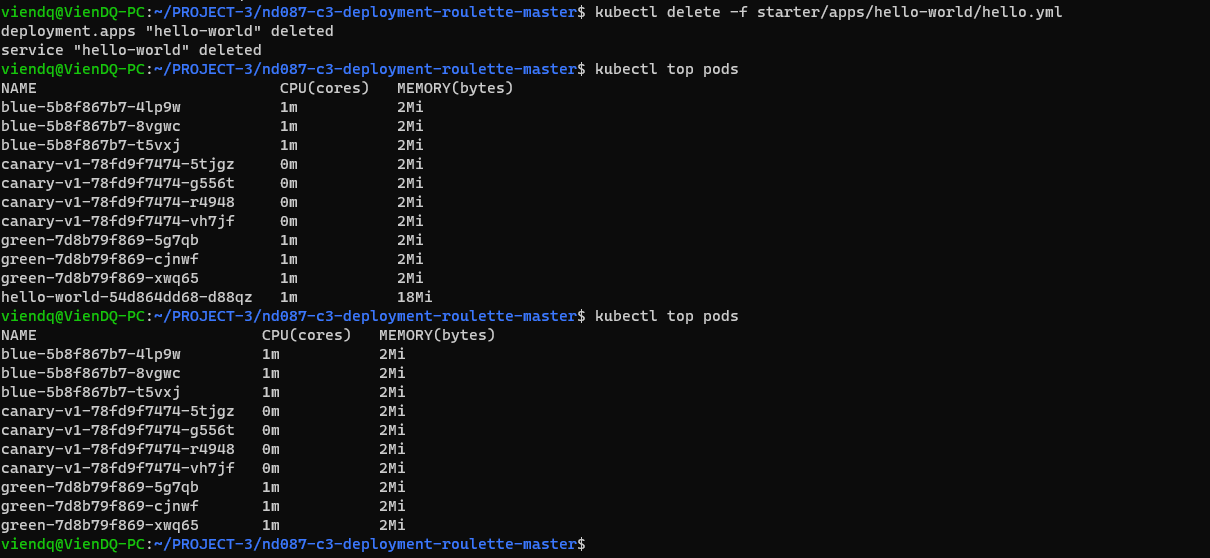 viendq@VienDQ-PC:~/PROJECT-3/nd087-c3-deployment-roulette-master$ kubectl delete -f starter/apps/hello-world/hello.yml
deployment.apps "hello-world" deleted
service "hello-world" deleted
viendq@VienDQ-PC:~/PROJECT-3/nd087-c3-deployment-roulette-master$ kubectl top pods
NAME                           CPU(cores)   MEMORY(bytes)
blue-5b8f867b7-4lp9w           1m           2Mi
blue-5b8f867b7-8vgwc           1m           2Mi
blue-5b8f867b7-t5vxj           1m           2Mi
canary-v1-78fd9f7474-5tjgz     0m           2Mi
canary-v1-78fd9f7474-g556t     0m           2Mi
canary-v1-78fd9f7474-r4948     0m           2Mi
canary-v1-78fd9f7474-vh7jf     0m           2Mi
green-7d8b79f869-5g7qb         1m           2Mi
green-7d8b79f869-cjnwf         1m           2Mi
green-7d8b79f869-xwq65         1m           2Mi
hello-world-54d864dd68-d88qz   1m           18Mi
viendq@VienDQ-PC:~/PROJECT-3/nd087-c3-deployment-roulette-master$ kubectl top pods
NAME                         CPU(cores)   MEMORY(bytes)
blue-5b8f867b7-4lp9w         1m           2Mi
blue-5b8f867b7-8vgwc         1m           2Mi
blue-5b8f867b7-t5vxj         1m           2Mi
canary-v1-78fd9f7474-5tjgz   0m           2Mi
canary-v1-78fd9f7474-g556t   0m           2Mi
canary-v1-78fd9f7474-r4948   0m           2Mi
canary-v1-78fd9f7474-vh7jf   0m           2Mi
green-7d8b79f869-5g7qb       1m           2Mi
green-7d8b79f869-cjnwf       1m           2Mi
green-7d8b79f869-xwq65       1m           2Mi
viendq@VienDQ-PC:~/PROJECT-3/nd087-c3-deployment-roulette-master$